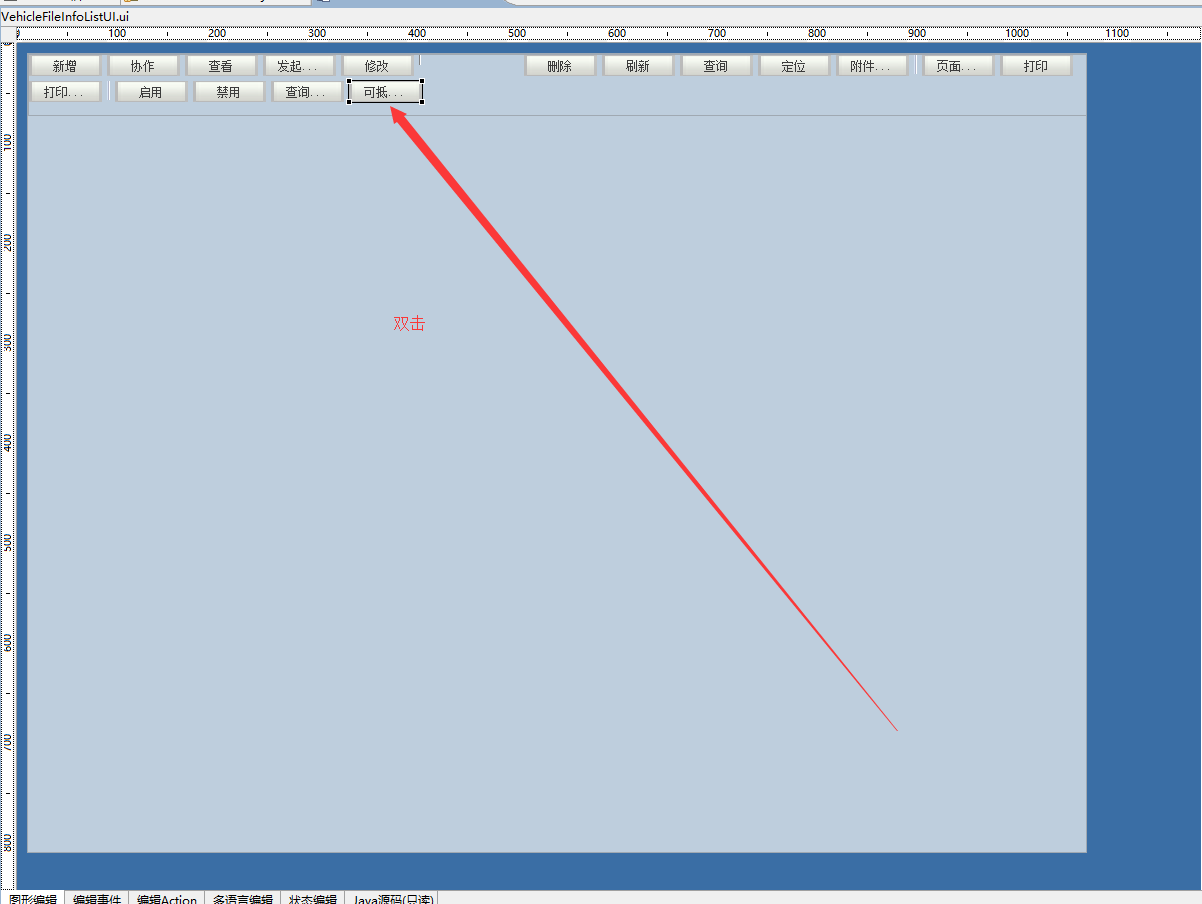 VehicleFileInfoListUI.ui
0 100 200 300 400 500 600 700 800 900 1000 1100
新增 协作 查看 发起... 修改 删除 刷新 查询 定位 附件... 页面... 打印
打印... 启用 禁用 查询... 可抵...
100
200
双击
300
400
500
600
700
800
图形编辑 编辑事件 编辑Action 多语言编辑 状态编辑 Java源码(只读)